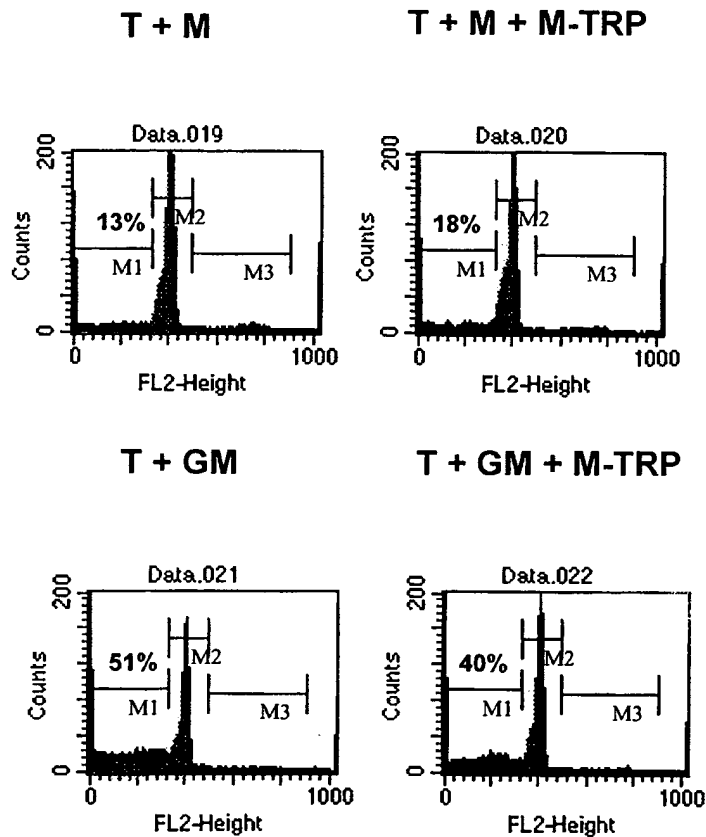 T + M
T + M + M-TRP
Data.019
200
Counts
0
13%
M1
M2
M3
0
1000
FL2-Height
Data.020
200
Counts
0
18%
M1
M2
M3
0
1000
FL2-Height
T + GM
T + GM + M-TRP
Data.021
200
Counts
0
51%
M1
M2
M3
0
1000
FL2-Height
Data.022
200
Counts
0
40%
M1
M2
M3
0
1000
FL2-Height